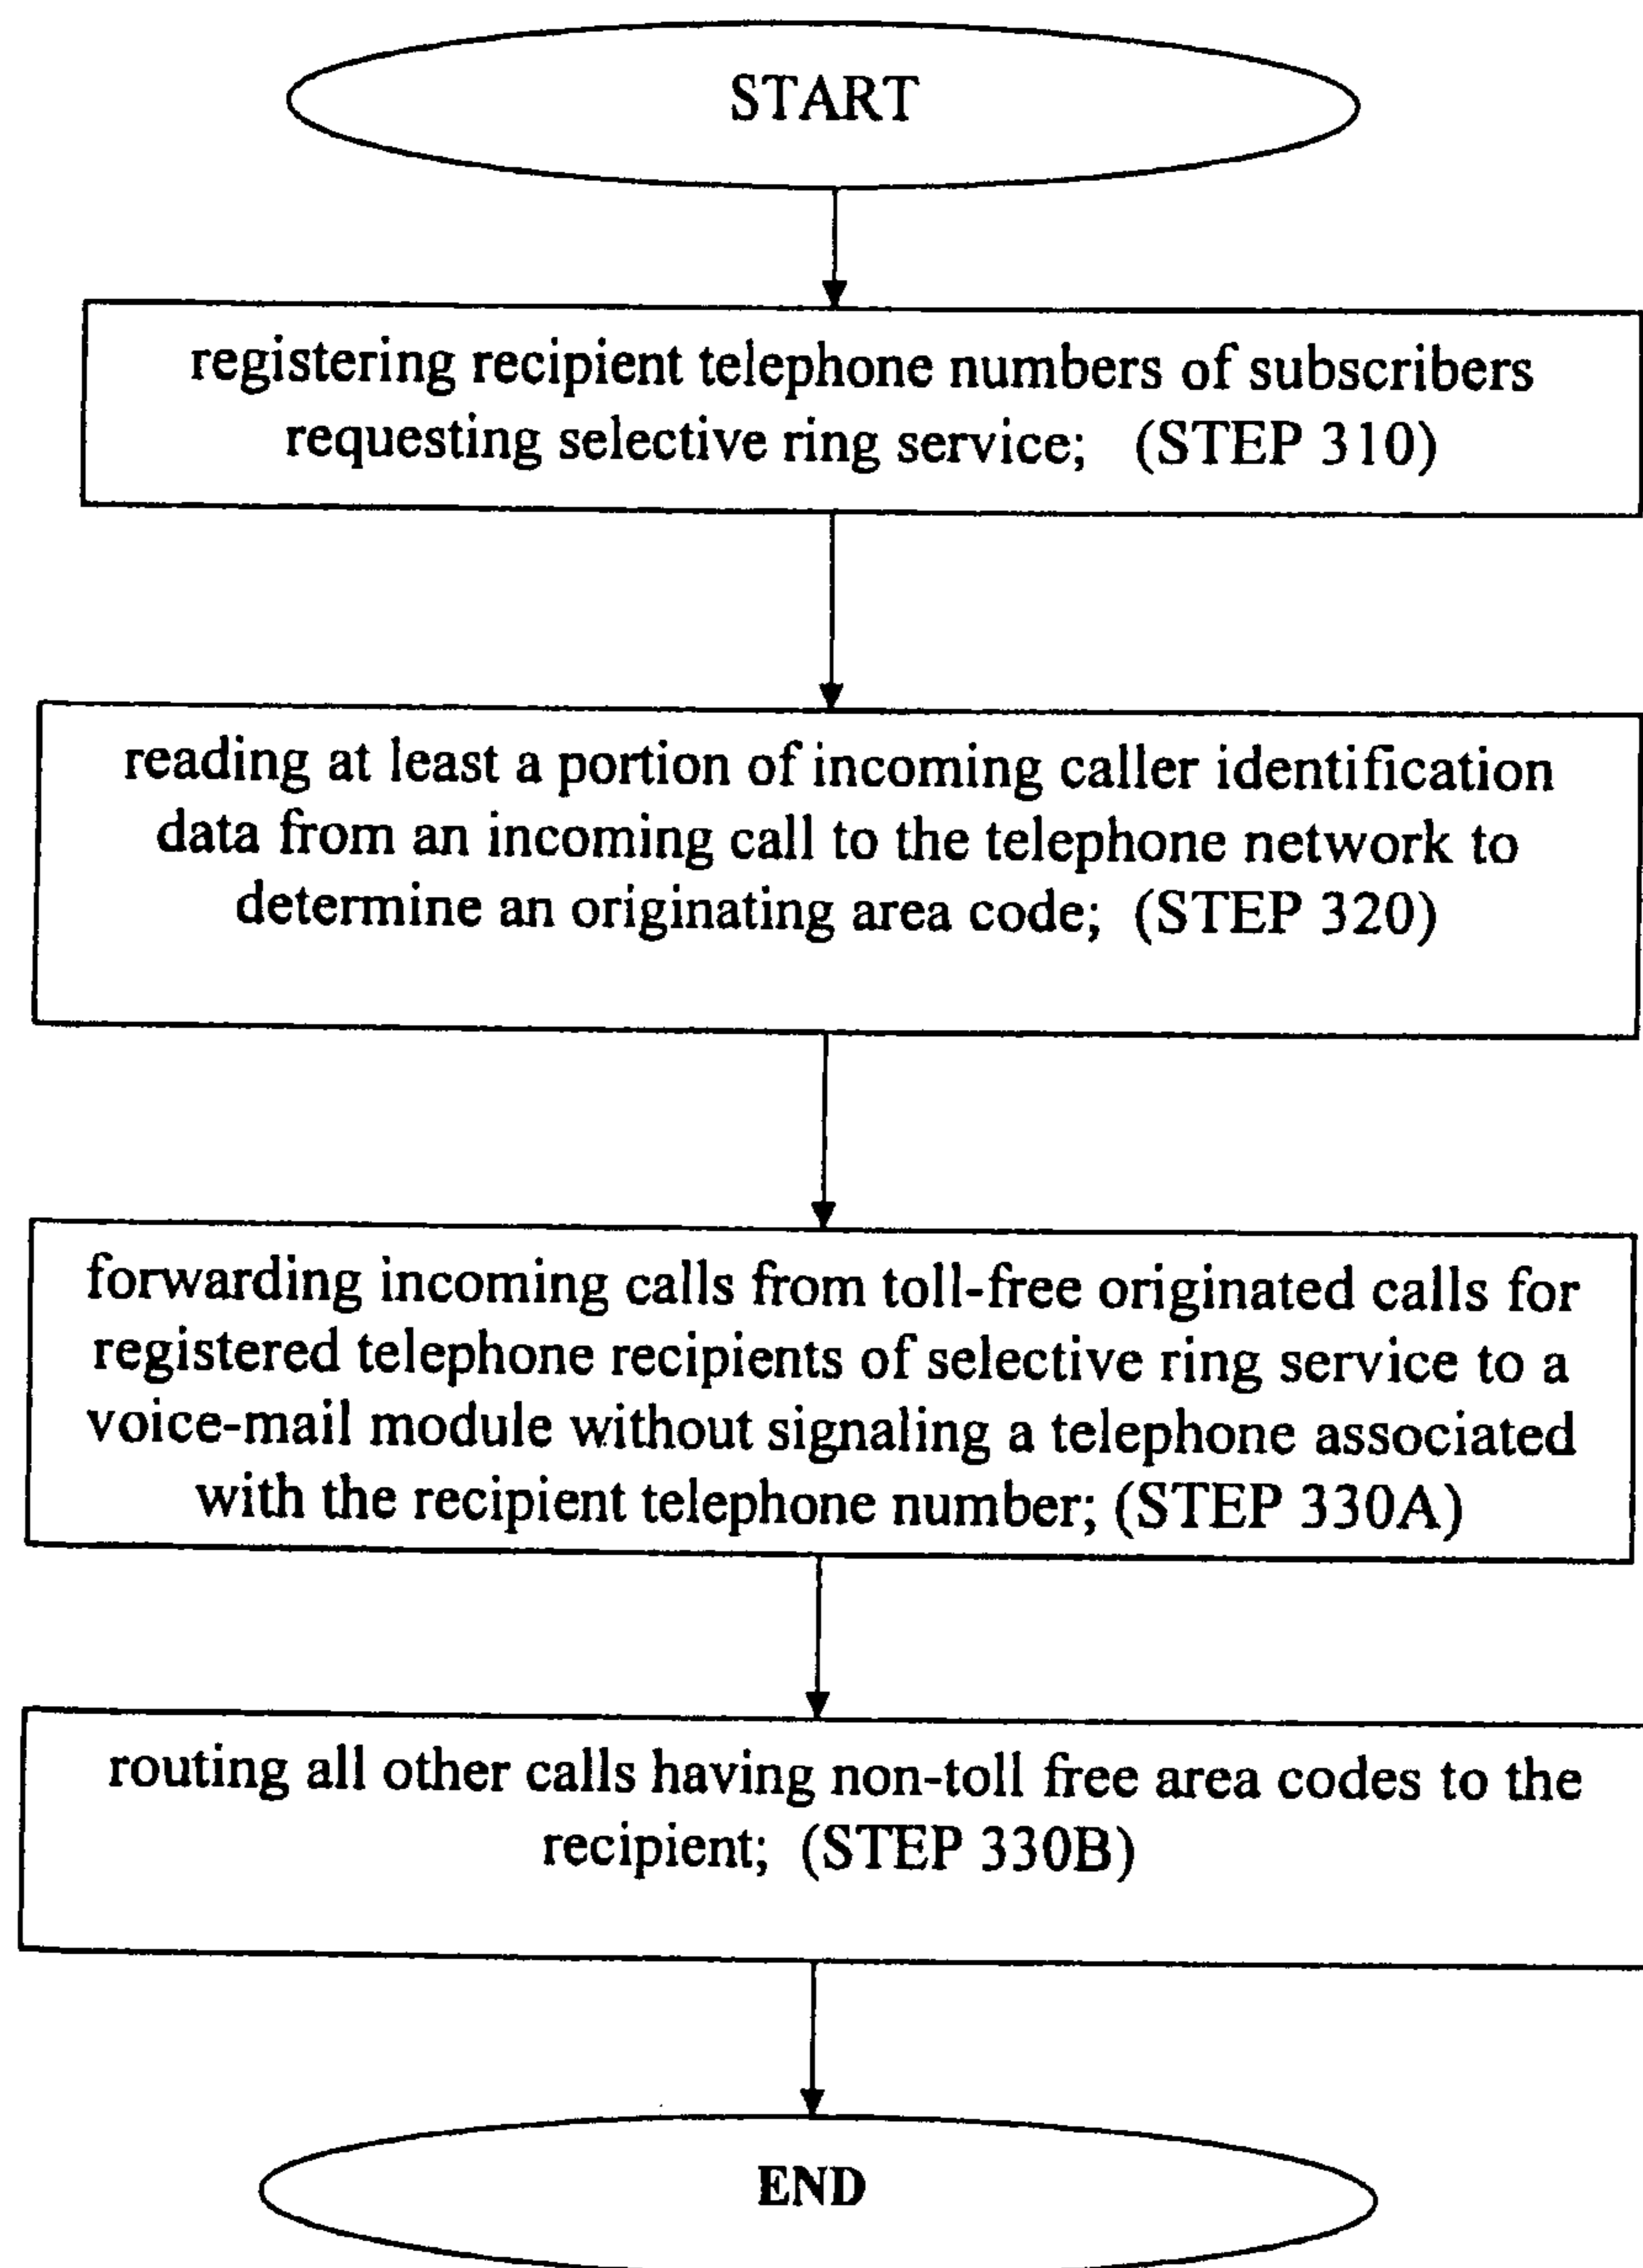 START
registering recipient telephone numbers of subscribers
requesting selective ring service; (STEP 310)
reading at least a portion of incoming caller identification
data from an incoming call to the telephone network to
determine an originating area code; (STEP 320)
forwarding incoming calls from toll-free originated calls for
registered telephone recipients of selective ring service to a
voice-mail module without signaling a telephone associated
with the recipient telephone number; (STEP 330A)
routing all other calls having non-toll free area codes to the
recipient; (STEP 330B)
END